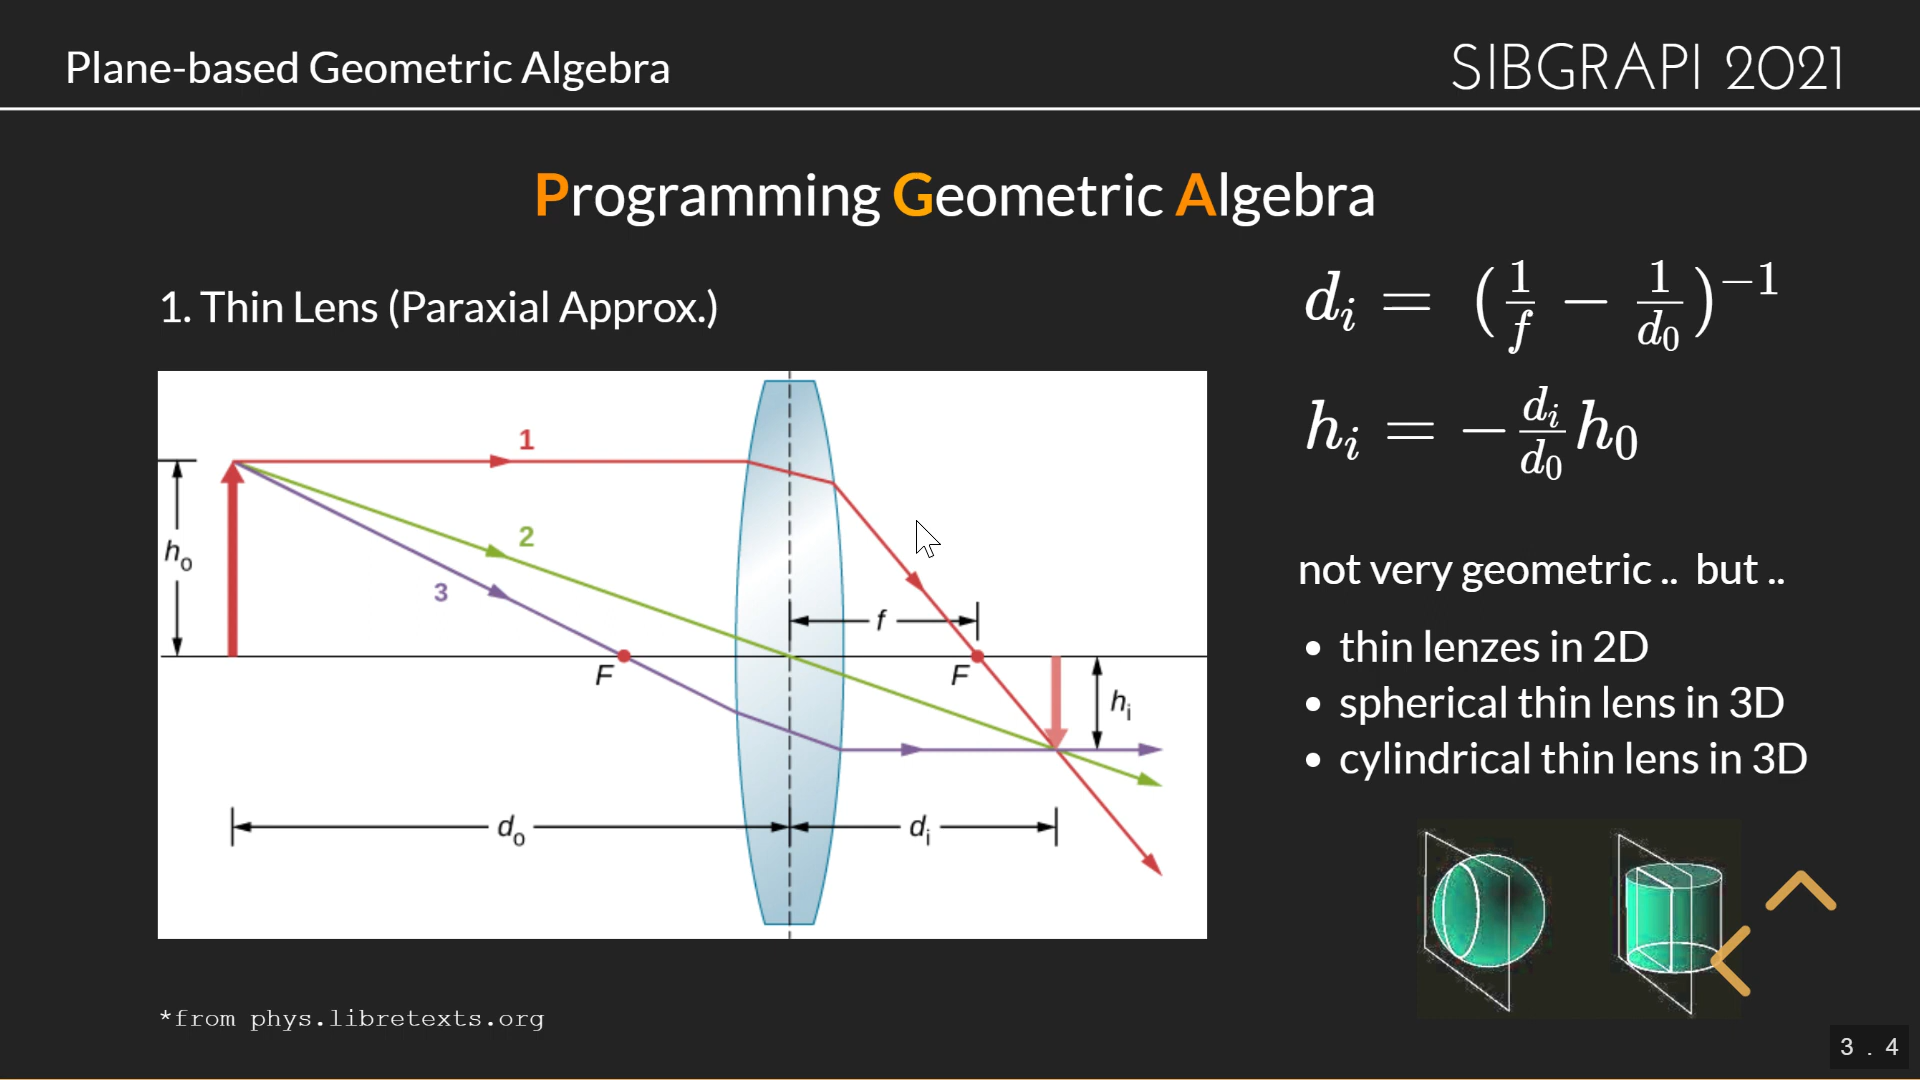 Plane-based Geometric Algebra
SIBGRAPI 2021
Programming Geometric Algebra
1. Thin Lens (Paraxial Approx.)
d_i = (1/f − 1/d_0)^−1
h_i = −d_i/d_0 h_0
1
2
3
h_o
f
F
F
h_i
d_o
d_i
not very geometric .. but ..
• thin lenzes in 2D
• spherical thin lens in 3D
• cylindrical thin lens in 3D
*from phys.libretexts.org
3 . 4